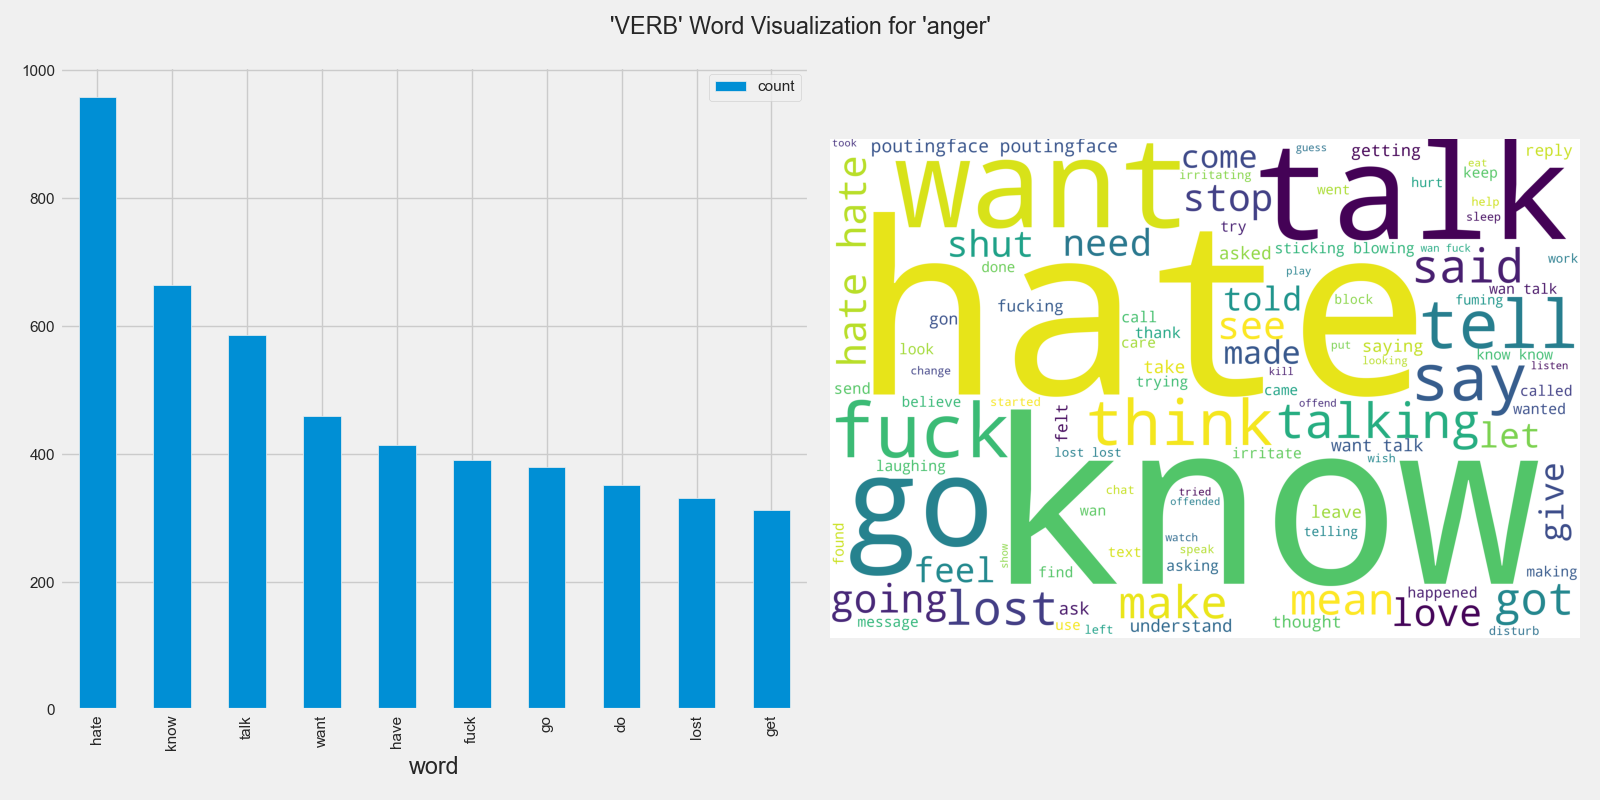 'VERB' Word Visualization for 'anger'
1000
800
600
400
200
0
count
hate
know
talk
want
have
fuck
go
do
lost
get
word
took
poutingface poutingface
want
come
irritating
stop
try
guess
talk
getting
went
hurt
eat
keep
help
sleep
reply
hate hate
shut
done
need
asked
sticking blowing
wan fuck
said
work
hate
play
wan talk
fucking
gon
told
block
fuming
call
thank
care
see
tell
look
made
put
saying
looking
know know
change
take
trying
kill
came
say
listen
send
believe
started
offend
called
wanted
fuck
felt
think
talking
let
lost lost
want talk
irritate
wish
laughing
go
know
chat
tried
offended
wan
leave
telling
give
found
show
text
watch
speak
asking
feel
find
making
going
lost
ask
make
mean
happened
love
got
message
use
left
understand
thought
disturb